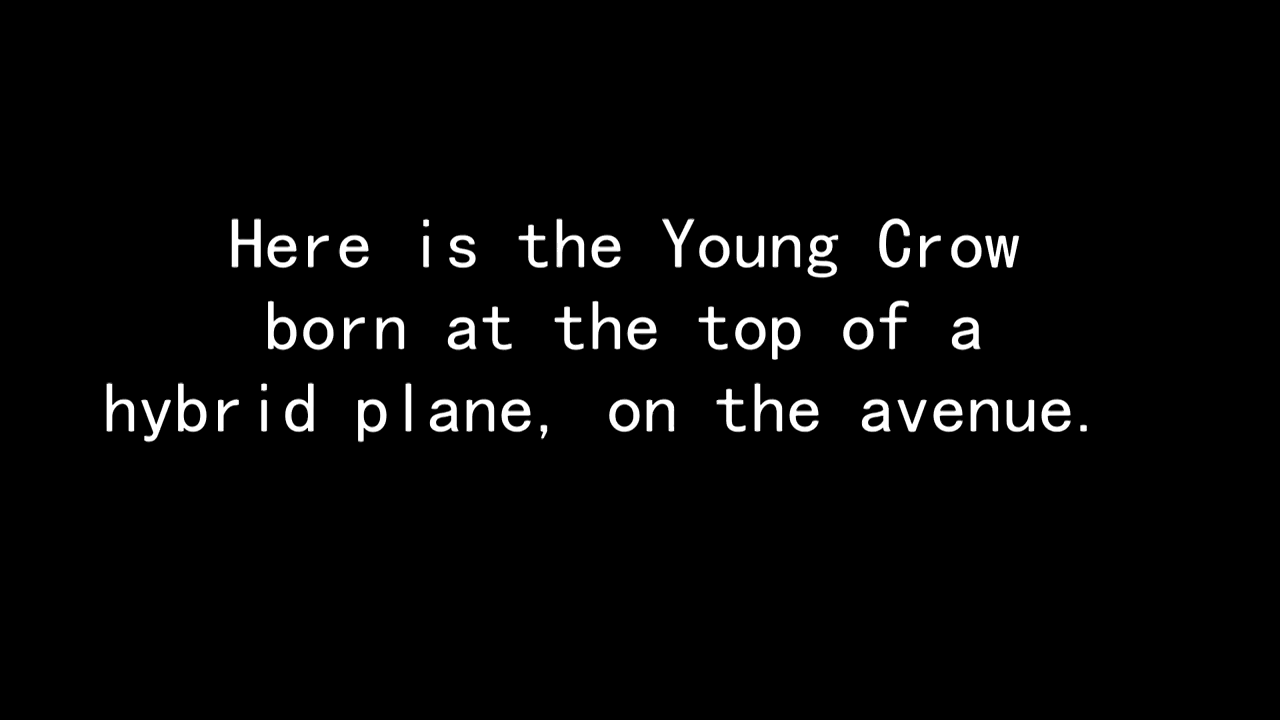 Here is the Young Crow
born at the top of a
hybrid plane, on the avenue.